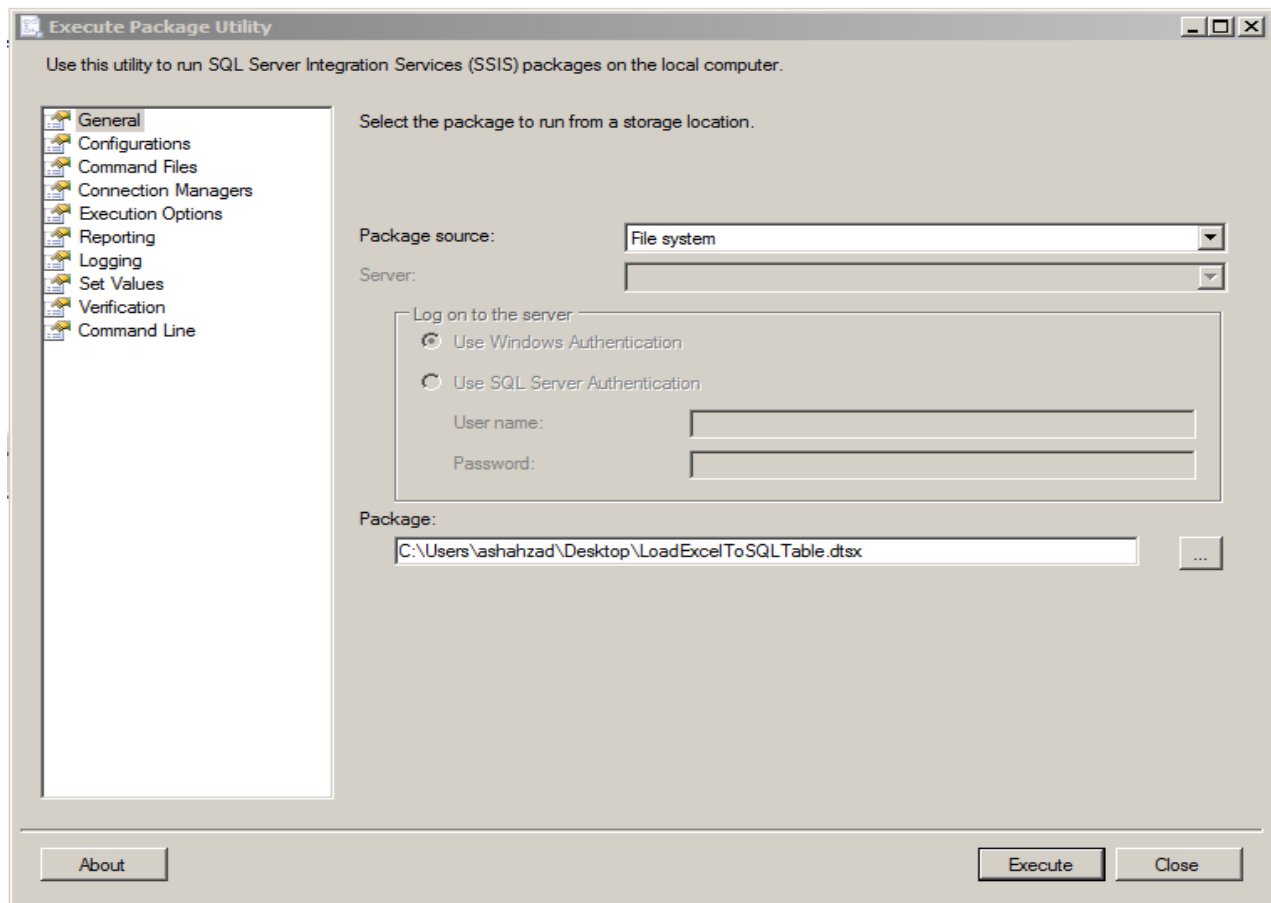 Execute Package Utility
Use this utility to run SQL Server Integration Services (SSIS) packages on the local computer.
General
Configurations
Command Files
Connection Managers
Execution Options
Reporting
Logging
Set Values
Verification
Command Line
Select the package to run from a storage location.
Package source:
File system
Server:
Log on to the server
Use Windows Authentication
Use SQL Server Authentication
User name:
Password:
Package:
C:\Users\ashahzad\Desktop\LoadExcelToSQLTable.dtsx
...
About
Execute
Close